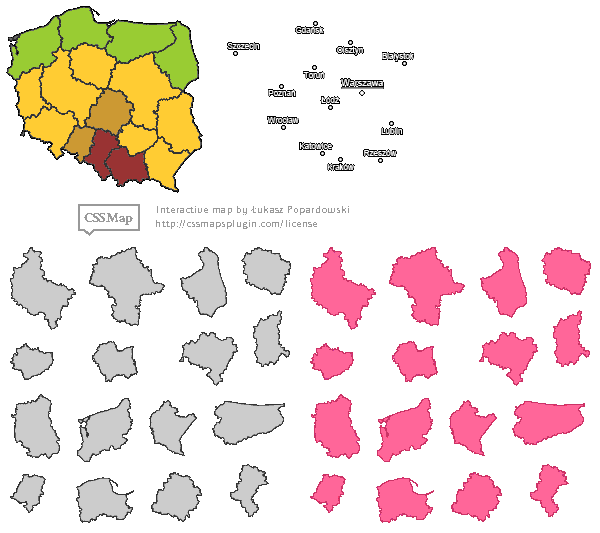 Gdańsk
Szczecin
Olsztyn
Białystok
Toruń
Warszawa
Poznań
Łódź
Wrocław
Lublin
Katowice
Rzeszów
Kraków
CSSMap
Interactive map by Łukasz Popardowski
http://cssmapsplugin.com/license